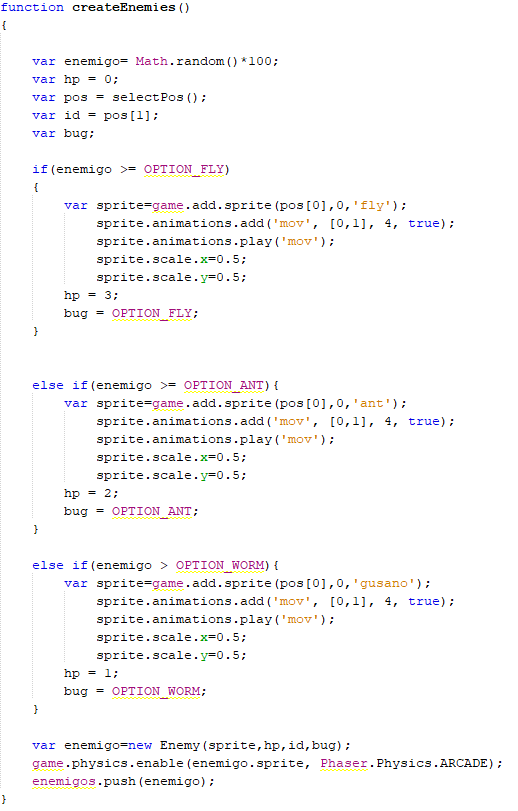 function createEnemies()
{
var enemigo= Math.random()*100;
var hp = 0;
var pos = selectPos();
var id = pos[1];
var bug;
if(enemigo >= OPTION_FLY)
{
var sprite=game.add.sprite(pos[0],0,'fly');
sprite.animations.add('mov', [0,1], 4, true);
sprite.animations.play('mov');
sprite.scale.x=0.5;
sprite.scale.y=0.5;
hp = 3;
bug = OPTION_FLY;
}
else if(enemigo >= OPTION_ANT){
var sprite=game.add.sprite(pos[0],0,'ant');
sprite.animations.add('mov', [0,1], 4, true);
sprite.animations.play('mov');
sprite.scale.x=0.5;
sprite.scale.y=0.5;
hp = 2;
bug = OPTION_ANT;
}
else if(enemigo > OPTION_WORM){
var sprite=game.add.sprite(pos[0],0,'gusano');
sprite.animations.add('mov', [0,1], 4, true);
sprite.animations.play('mov');
sprite.scale.x=0.5;
sprite.scale.y=0.5;
hp = 1;
bug = OPTION_WORM;
}
var enemigo=new Enemy(sprite,hp,id,bug);
game.physics.enable(enemigo.sprite, Phaser.Physics.ARCADE);
enemigos.push(enemigo);
}